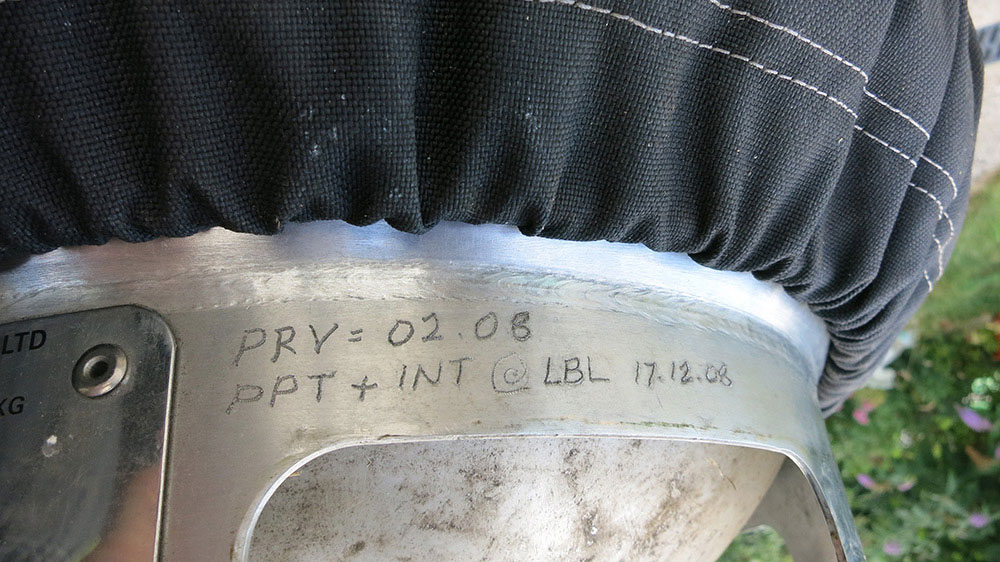 LTD
KG
PRV = 02.08
PPT + INT @ LBL 17.12.08